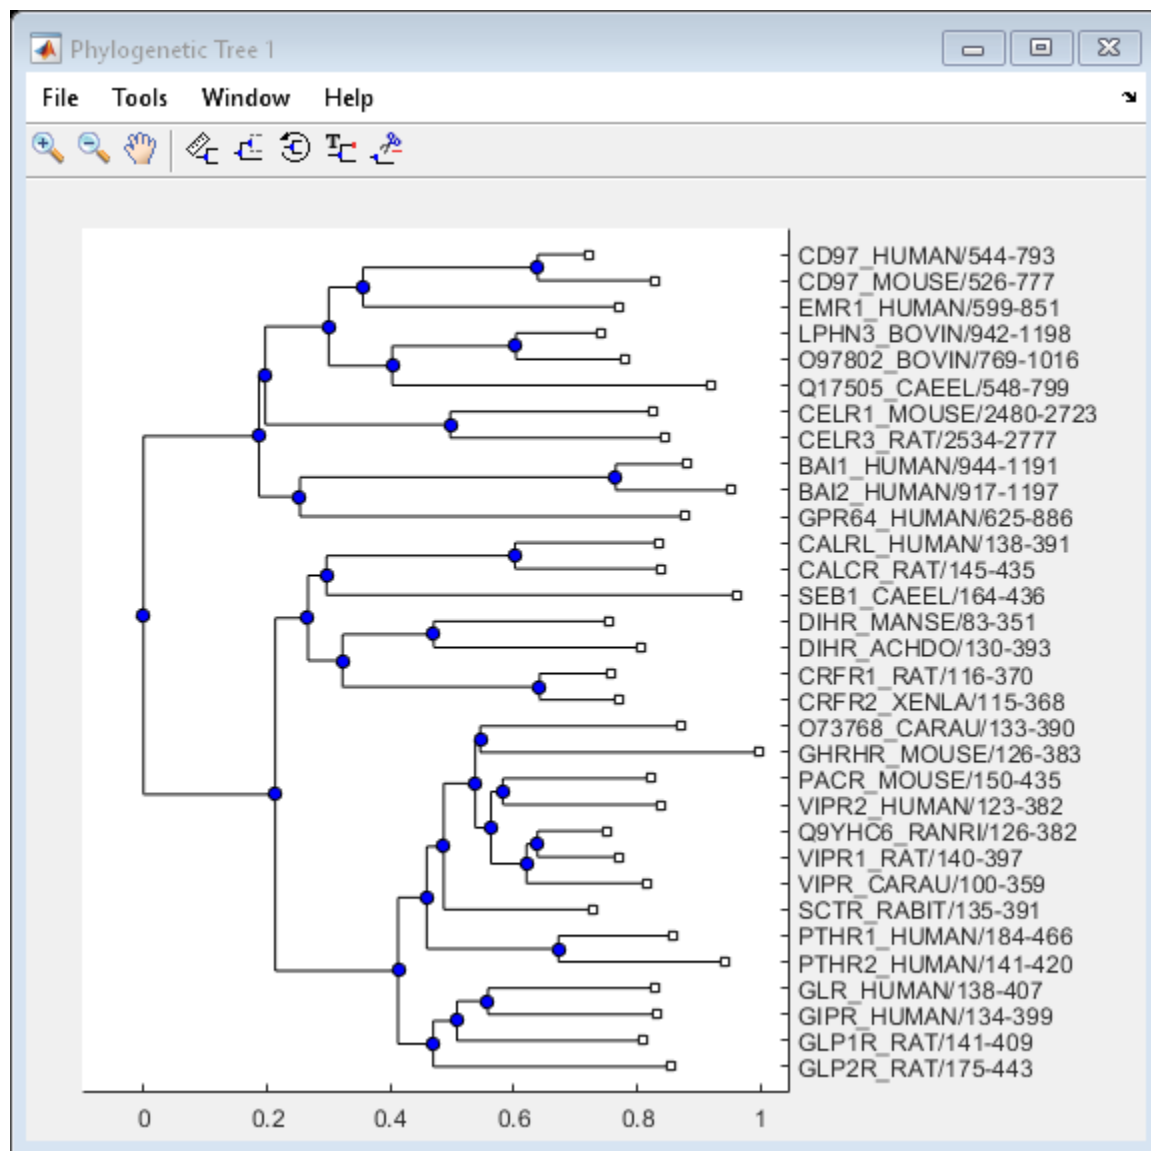 Phylogenetic Tree 1
File Tools Window Help
CD97_HUMAN/544-793
CD97_MOUSE/526-777
EMR1_HUMAN/599-851
LPHN3_BOVIN/942-1198
O97802_BOVIN/769-1016
Q17505_CAEEL/548-799
CELR1_MOUSE/2480-2723
CELR3_RAT/2534-2777
BAI1_HUMAN/944-1191
BAI2_HUMAN/917-1197
GPR64_HUMAN/625-886
CALRL_HUMAN/138-391
CALCR_RAT/145-435
SEB1_CAEEL/164-436
DIHR_MANSE/83-351
DIHR_ACHDO/130-393
CRFR1_RAT/116-370
CRFR2_XENLA/115-368
O73768_CARAU/133-390
GHRHR_MOUSE/126-383
PACR_MOUSE/150-435
VIPR2_HUMAN/123-382
Q9YHC6_RANRI/126-382
VIPR1_RAT/140-397
VIPR_CARAU/100-359
SCTR_RABIT/135-391
PTHR1_HUMAN/184-466
PTHR2_HUMAN/141-420
GLR_HUMAN/138-407
GIPR_HUMAN/134-399
GLP1R_RAT/141-409
GLP2R_RAT/175-443
0 0.2 0.4 0.6 0.8 1